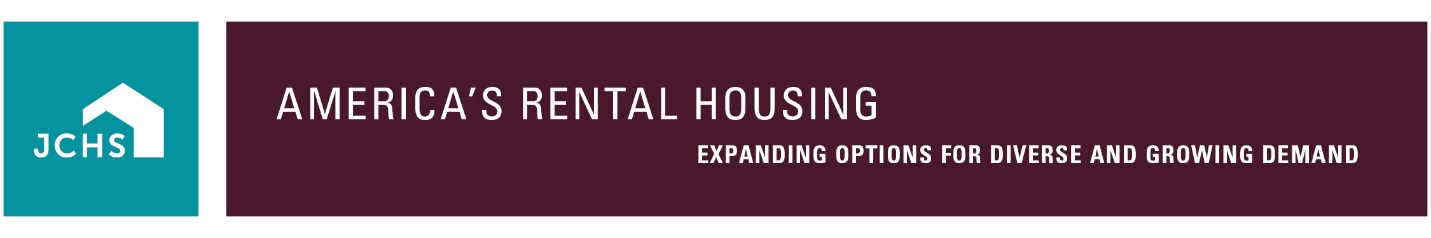 JCHS
AMERICA'S RENTAL HOUSING
EXPANDING OPTIONS FOR DIVERSE AND GROWING DEMAND